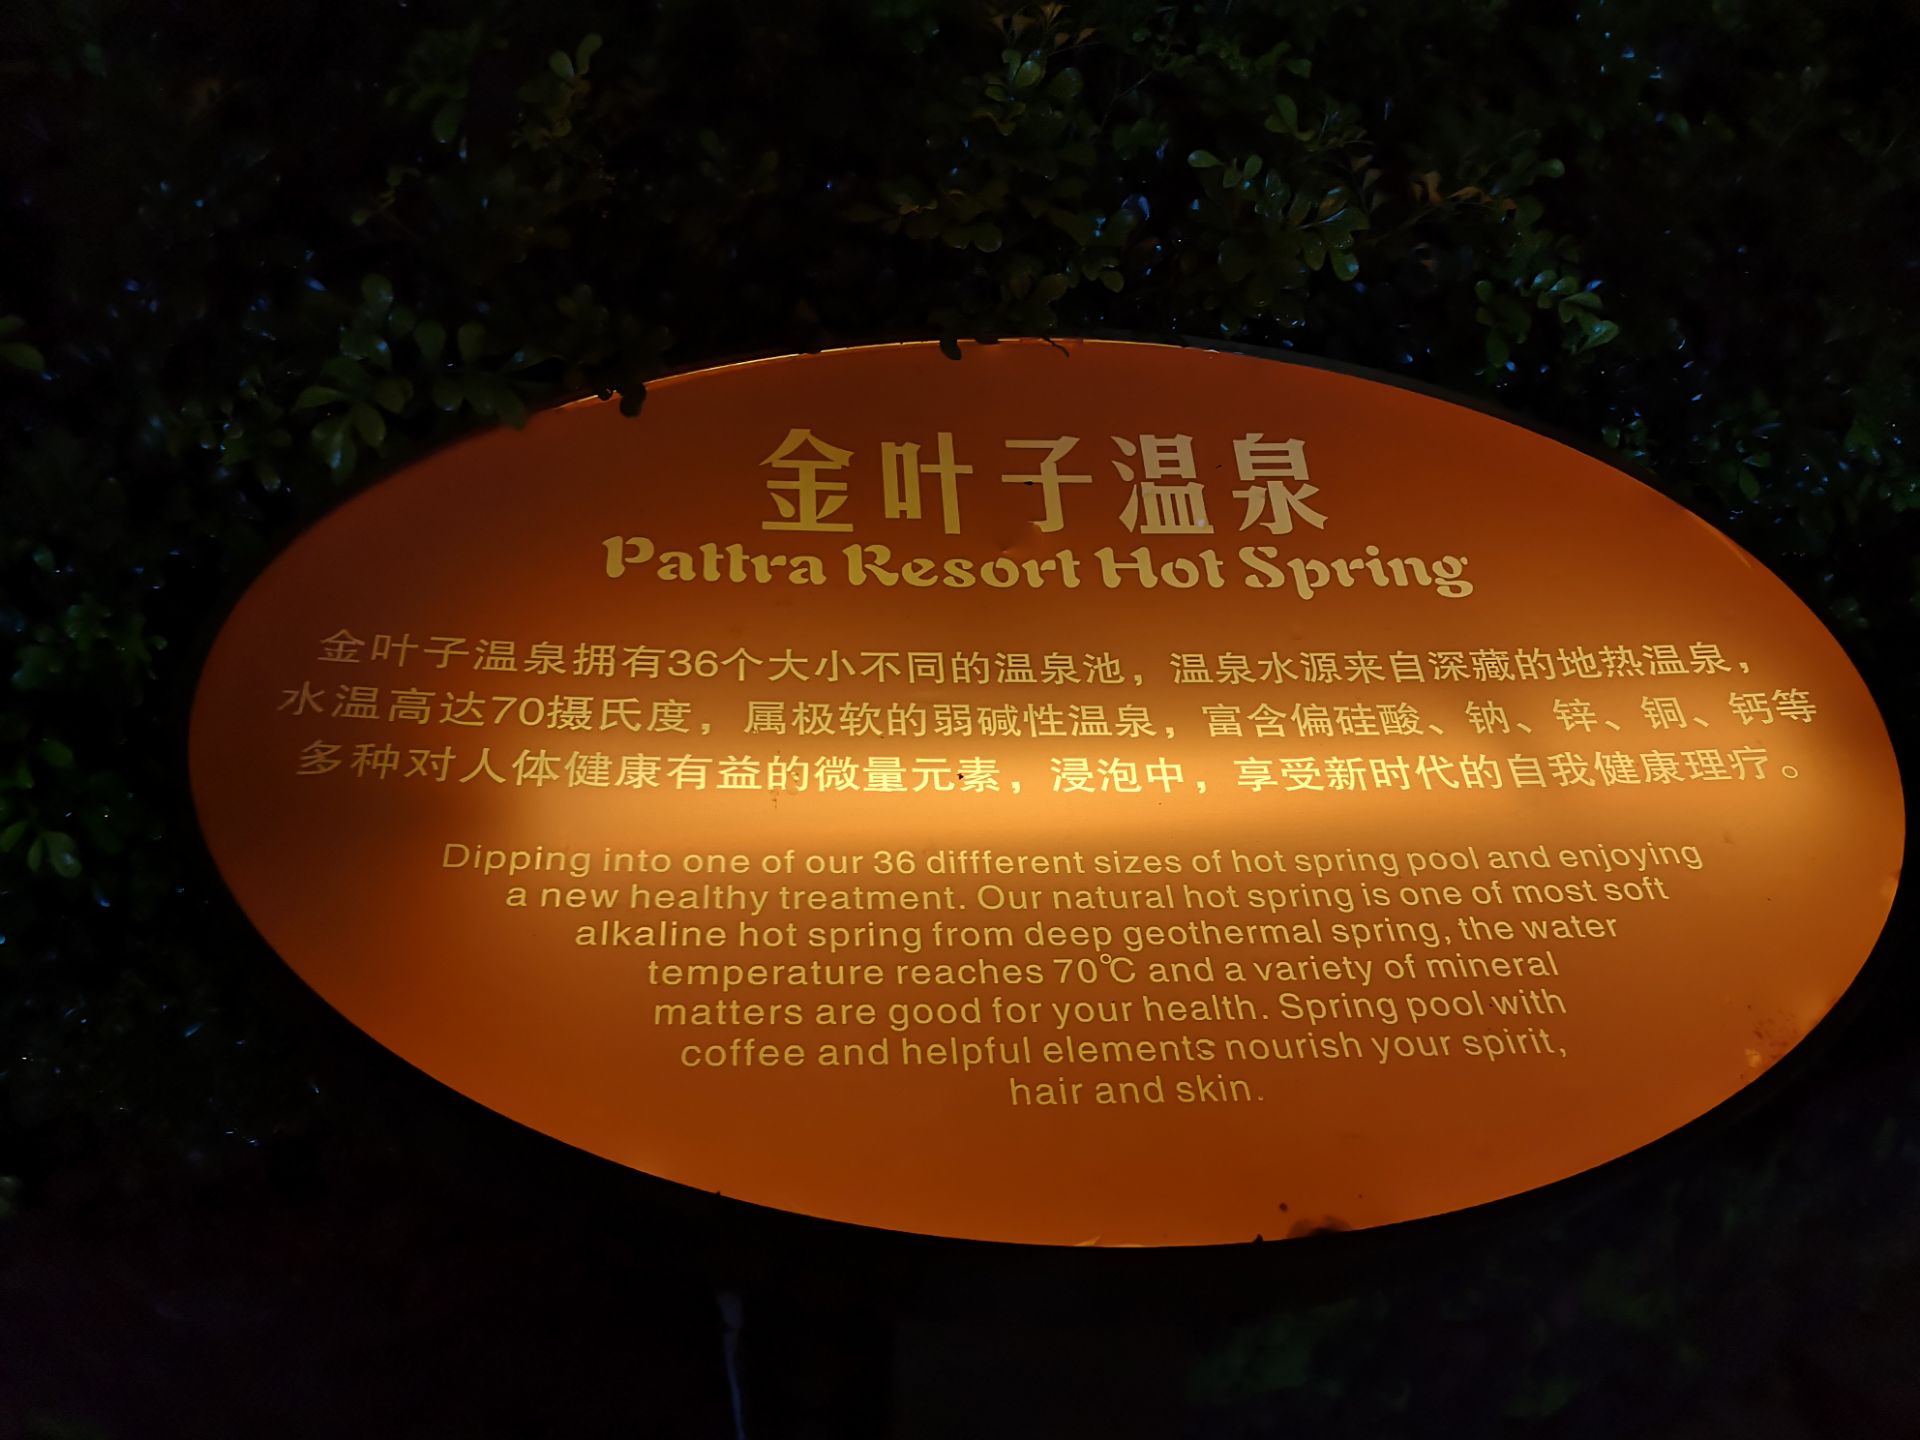 金叶子温泉
Pattra Resort Hot Spring
金叶子温泉拥有36个大小不同的温泉池，温泉水源来自深藏的地热温泉，
水温高达70摄氏度，属极软的弱碱性温泉，富含偏硅酸、钠、锌、铜、钙等
多种对人体健康有益的微量元素，浸泡中，享受新时代的自我健康理疗。
Dipping into one of our 36 diffferent sizes of hot spring pool and enjoying
a new healthy treatment. Our natural hot spring is one of most soft
alkaline hot spring from deep geothermal spring, the water
temperature reaches 70℃ and a variety of mineral
matters are good for your health. Spring pool with
coffee and helpful elements nourish your spirit,
hair and skin.